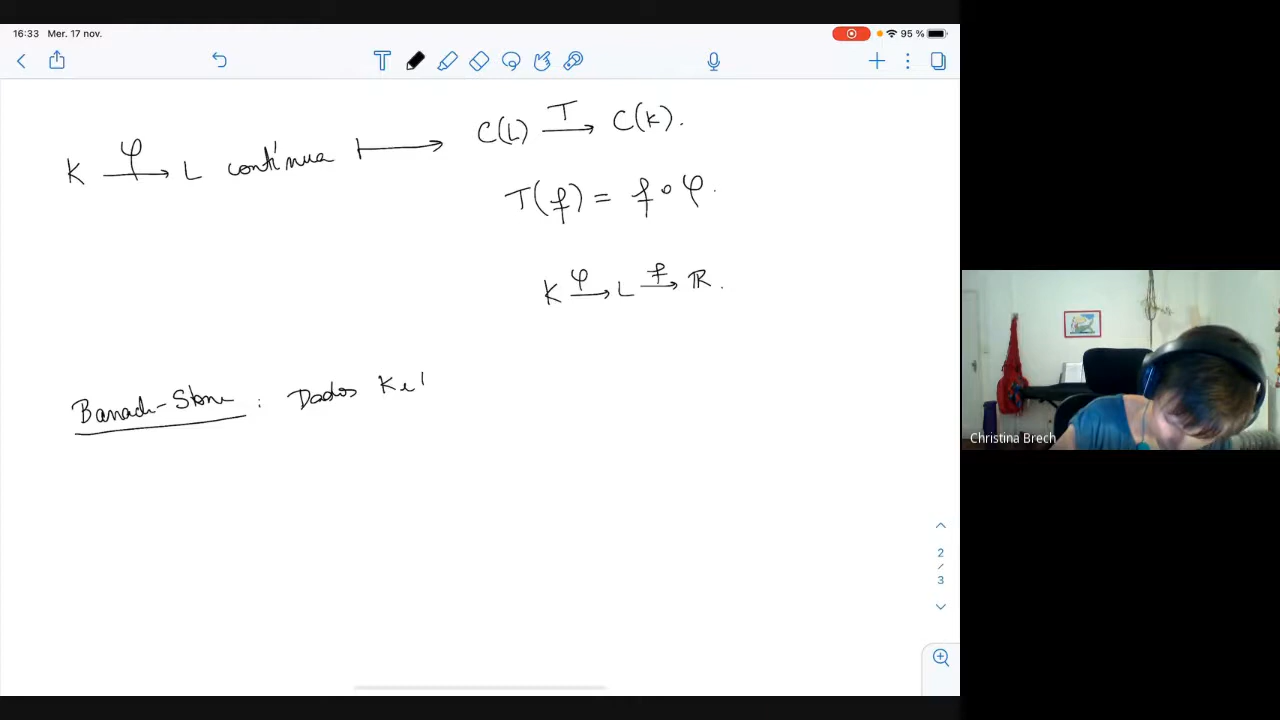 16:33 Mer. 17 nov. 95 %
T
K φ→ L contínua ⟼ C(L) T→ C(K).
T(f) = f∘φ.
K φ→ L f→ ℝ.
Banach-Stone : Dados K e
Christina Brech
2
/
3